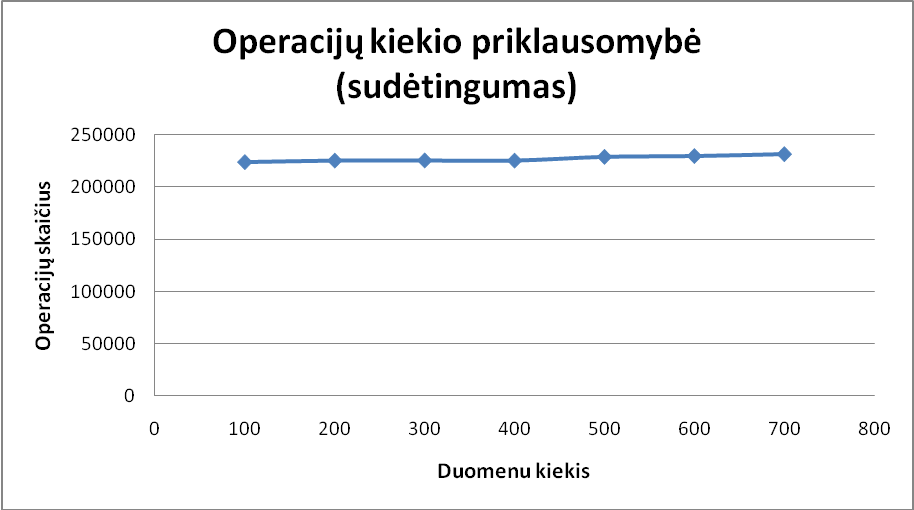 Operacijų kiekio priklausomybė
(sudėtingumas)
Operacijų skaičius
250000
200000
150000
100000
50000
0
0 100 200 300 400 500 600 700 800
Duomenu kiekis